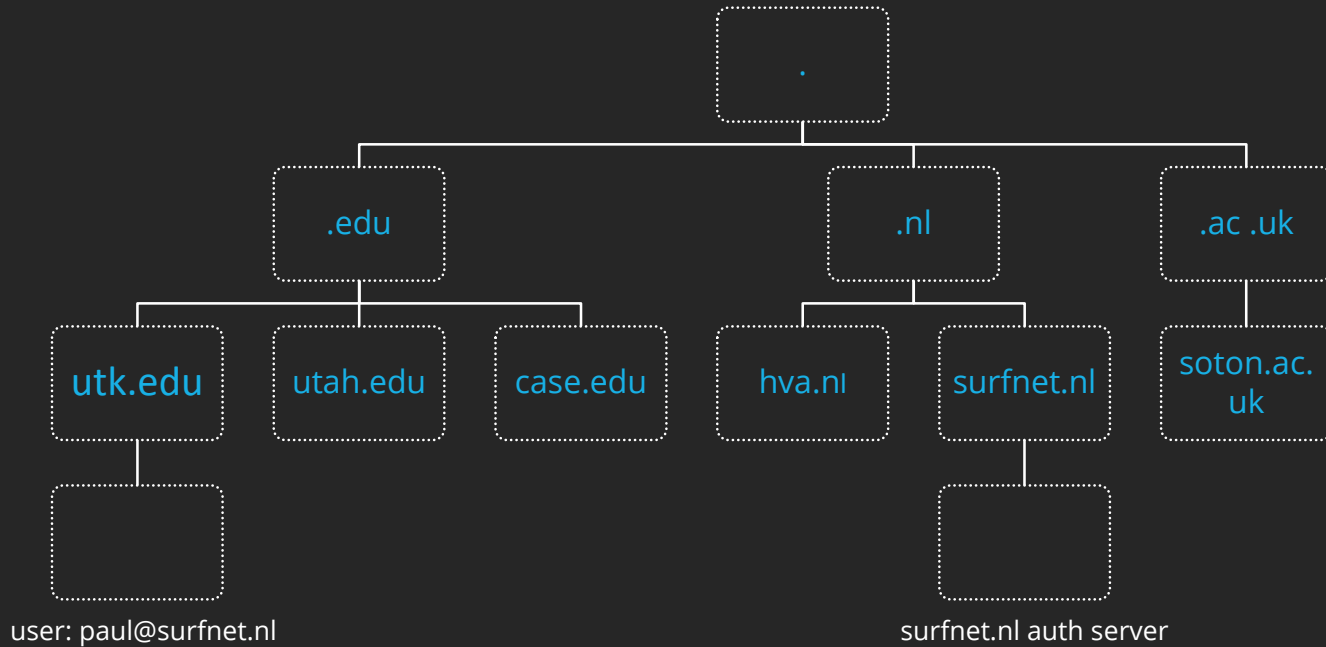 .
.edu
.nl
.ac .uk
utk.edu
utah.edu
case.edu
hva.nl
surfnet.nl
soton.ac.
uk
user: paul@surfnet.nl
surfnet.nl auth server